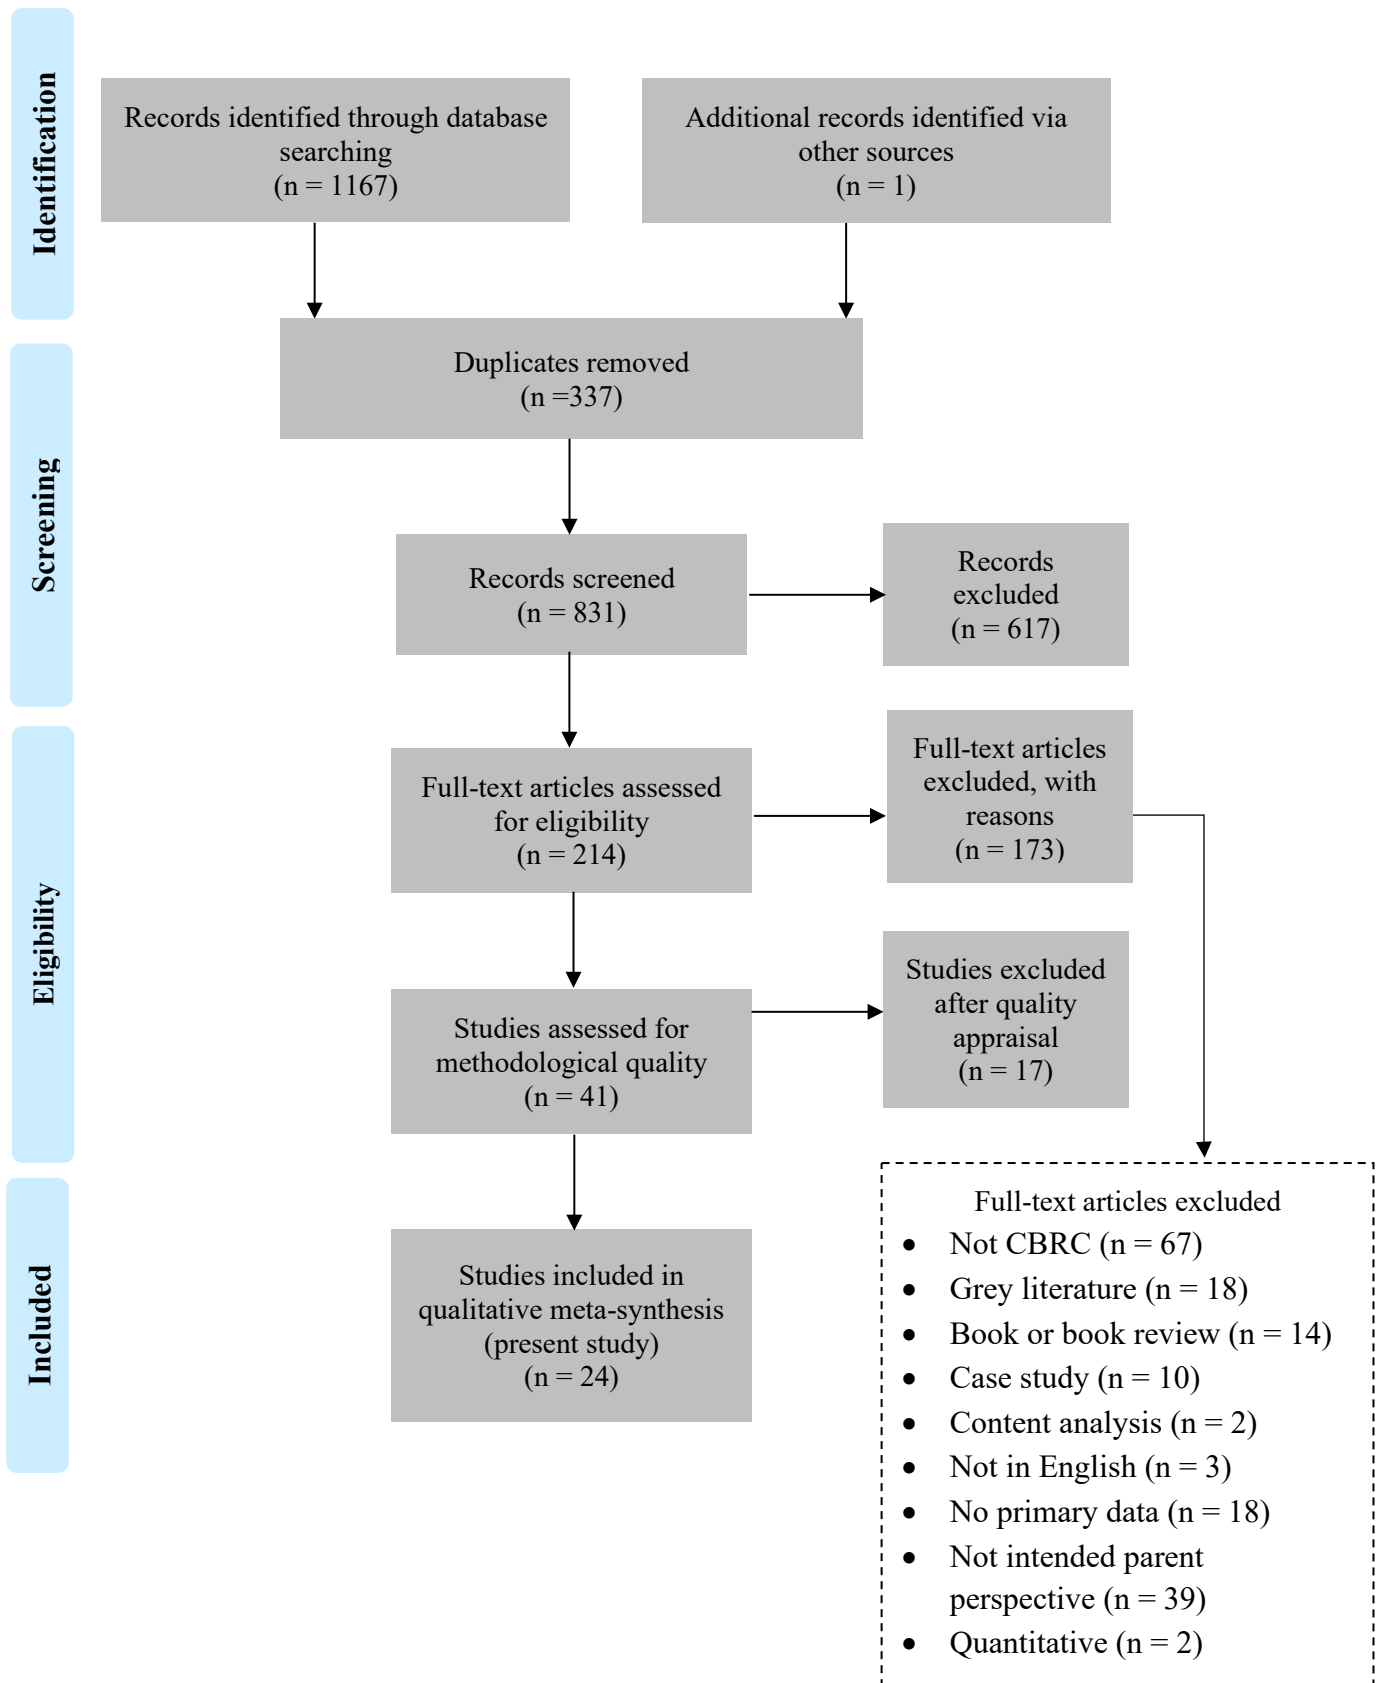 Identification
Records identified through database
searching
(n = 1167)
Additional records identified via
other sources
(n = 1)
Duplicates removed
(n =337)
Screening
Records screened
(n = 831)
Records
excluded
(n = 617)
Eligibility
Full-text articles assessed
for eligibility
(n = 214)
Full-text articles
excluded, with
reasons
(n = 173)
Studies assessed for
methodological quality
(n = 41)
Studies excluded
after quality
appraisal
(n = 17)
Included
Studies included in
qualitative meta-synthesis
(present study)
(n = 24)
Full-text articles excluded
• Not CBRC (n = 67)
• Grey literature (n = 18)
• Book or book review (n = 14)
• Case study (n = 10)
• Content analysis (n = 2)
• Not in English (n = 3)
• No primary data (n = 18)
• Not intended parent
perspective (n = 39)
• Quantitative (n = 2)